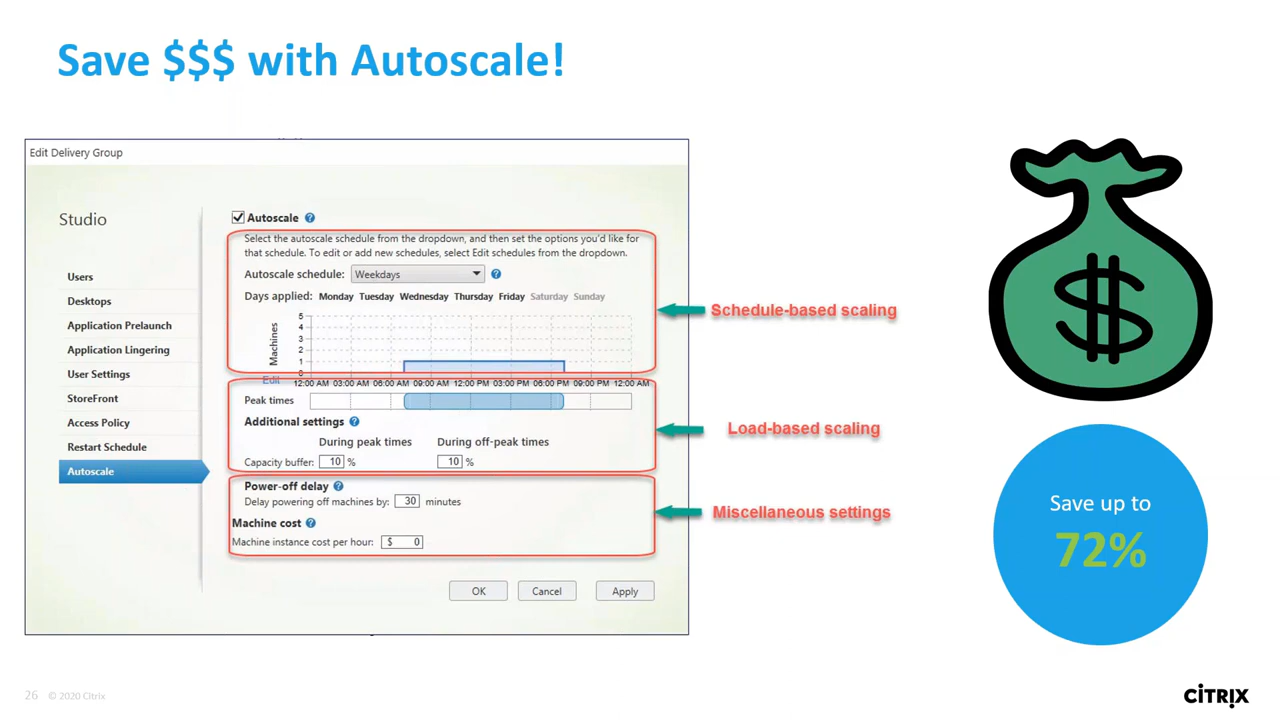 Save $$$ with Autoscale!
Edit Delivery Group
Studio
Users
Desktops
Application Prelaunch
Application Lingering
User Settings
StoreFront
Access Policy
Restart Schedule
Autoscale
Autoscale ?
Select the autoscale schedule from the dropdown, and then set the options you'd like for
that schedule. To edit or add new schedules, select Edit schedules from the dropdown.
Autoscale schedule: Weekdays ?
Days applied: Monday Tuesday Wednesday Thursday Friday Saturday Sunday
Machines
5
4
3
2
1
0
Edit
12:00 AM 03:00 AM 06:00 AM 09:00 AM 12:00 PM 03:00 PM 06:00 PM 09:00 PM 12:00 AM
Peak times
Additional settings ?
During peak times During off-peak times
Capacity buffer: 10 % 10 %
Power-off delay ?
Delay powering off machines by: 30 minutes
Machine cost ?
Machine instance cost per hour: $ 0
OK Cancel Apply
Schedule-based scaling
Load-based scaling
Miscellaneous settings
$
Save up to
72%
26 © 2020 Citrix
CITRIX